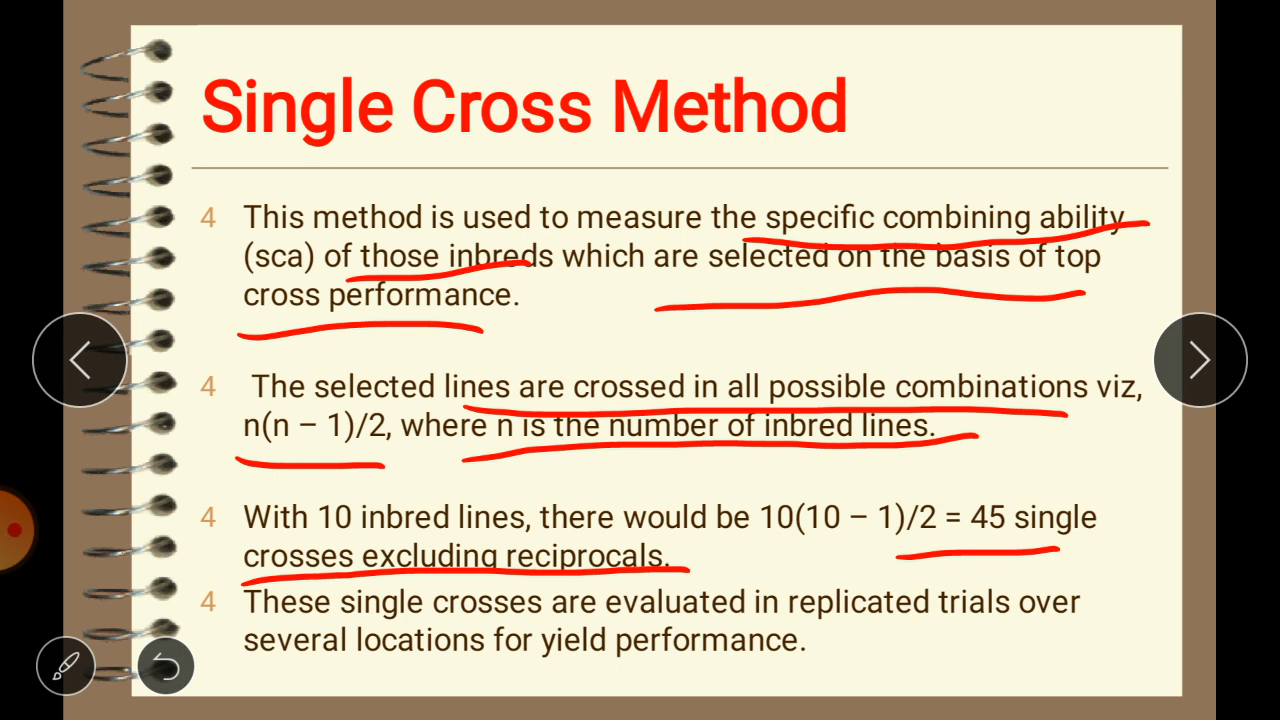 Single Cross Method
4 This method is used to measure the specific combining ability
(sca) of those inbreds which are selected on the basis of top
cross performance.
4 The selected lines are crossed in all possible combinations viz,
n(n – 1)/2, where n is the number of inbred lines.
4 With 10 inbred lines, there would be 10(10 – 1)/2 = 45 single
crosses excluding reciprocals.
4 These single crosses are evaluated in replicated trials over
several locations for yield performance.